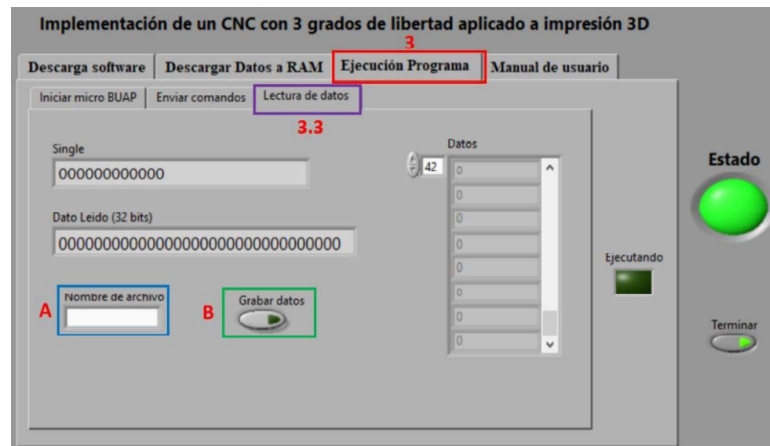 Implementación de un CNC con 3 grados de libertad aplicado a impresión 3D
3
Descarga software
Descargar Datos a RAM
Ejecución Programa
Manual de usuario
Iniciar micro BUAP
Enviar comandos
Lectura de datos
3.3
Single
000000000000
Datos
42
0
0
0
0
0
0
0
0
Estado
Dato Leido (32 bits)
00000000000000000000000000000000
Ejecutando
A
Nombre de archivo
B
Grabar datos
Terminar